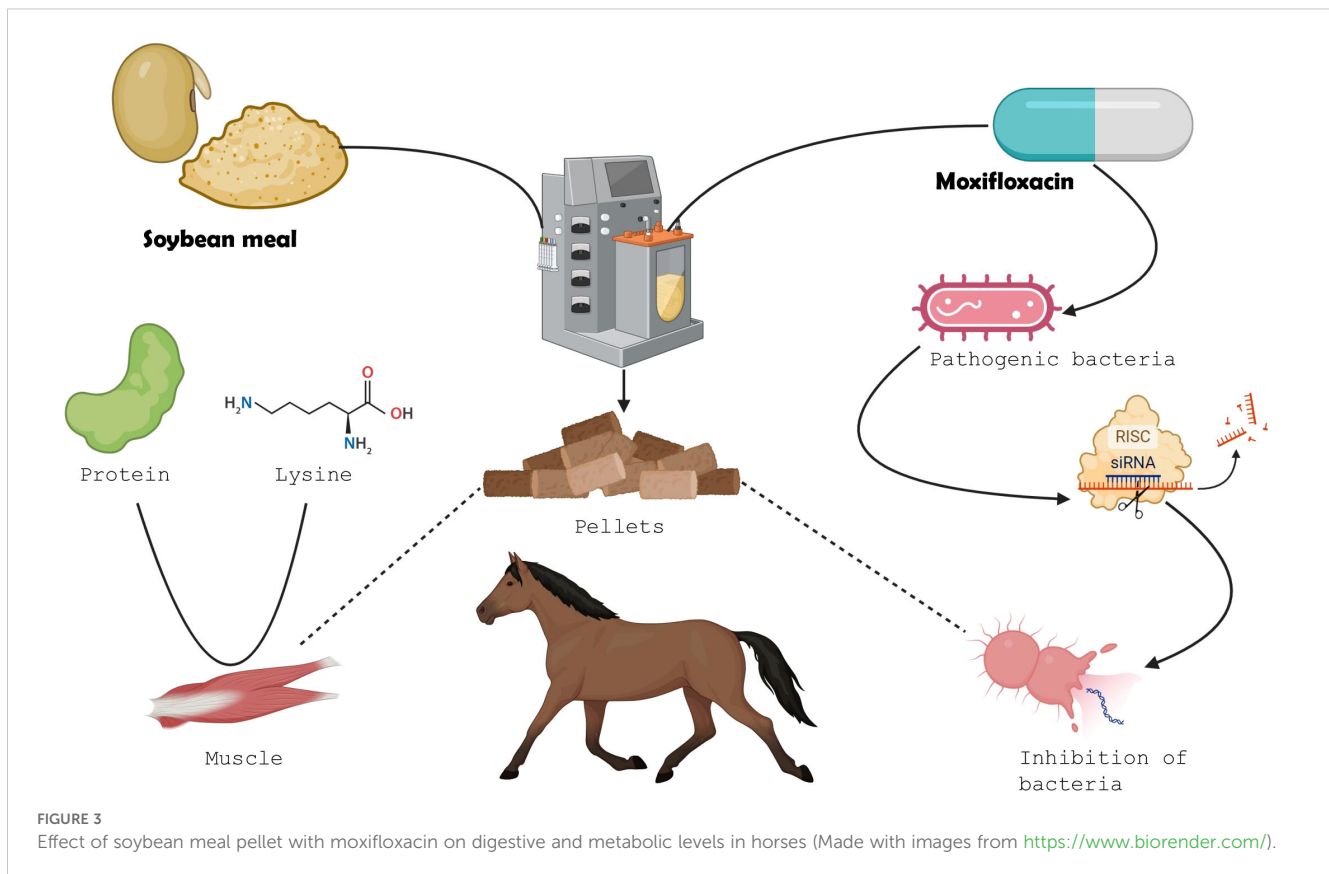 Soybean meal
Moxifloxacin
Pathogenic bacteria
Protein
H₂N
O
OH
NH₂
Lysine
RISC
siRNA
Pellets
Muscle
Inhibition of
bacteria
FIGURE 3
Effect of soybean meal pellet with moxifloxacin on digestive and metabolic levels in horses (Made with images from https://www.biorender.com/).